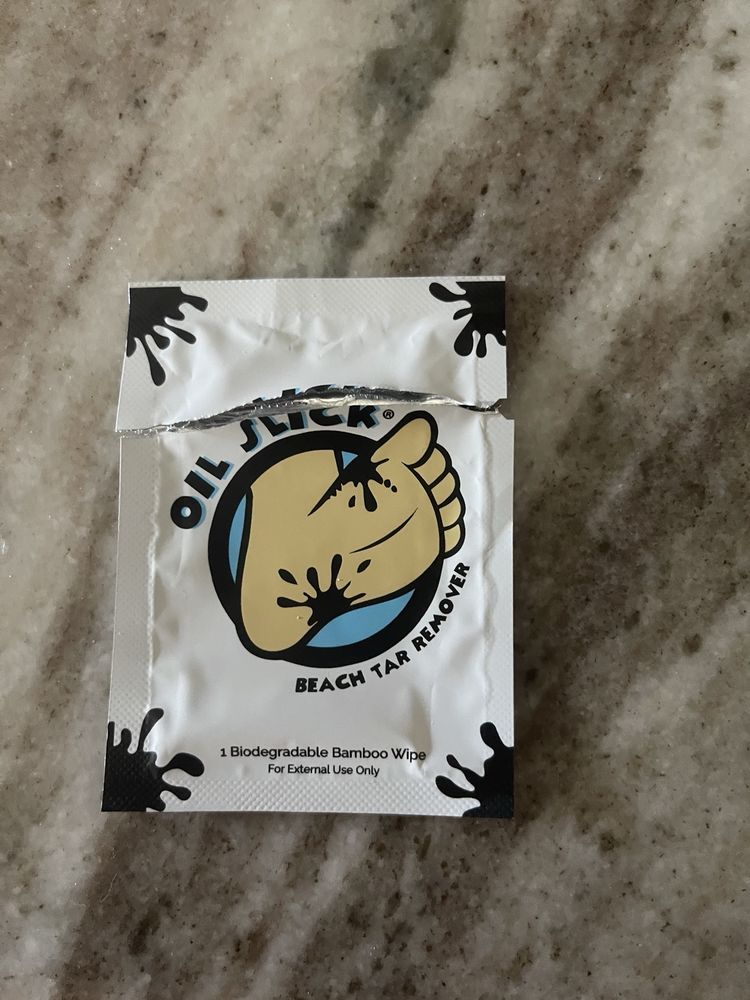 OIL SLICK®
BEACH TAR REMOVER
1 Biodegradable Bamboo Wipe
For External Use Only